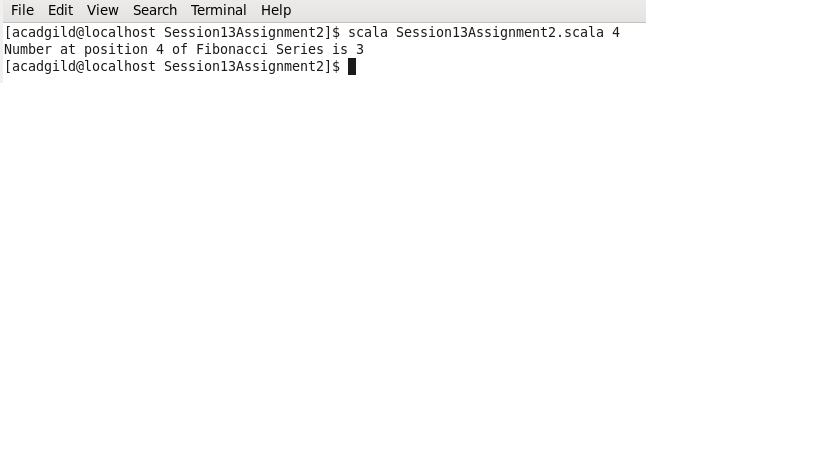 File Edit View Search Terminal Help
[acadgild@localhost Session13Assignment2]$ scala Session13Assignment2.scala 4
Number at position 4 of Fibonacci Series is 3
[acadgild@localhost Session13Assignment2]$